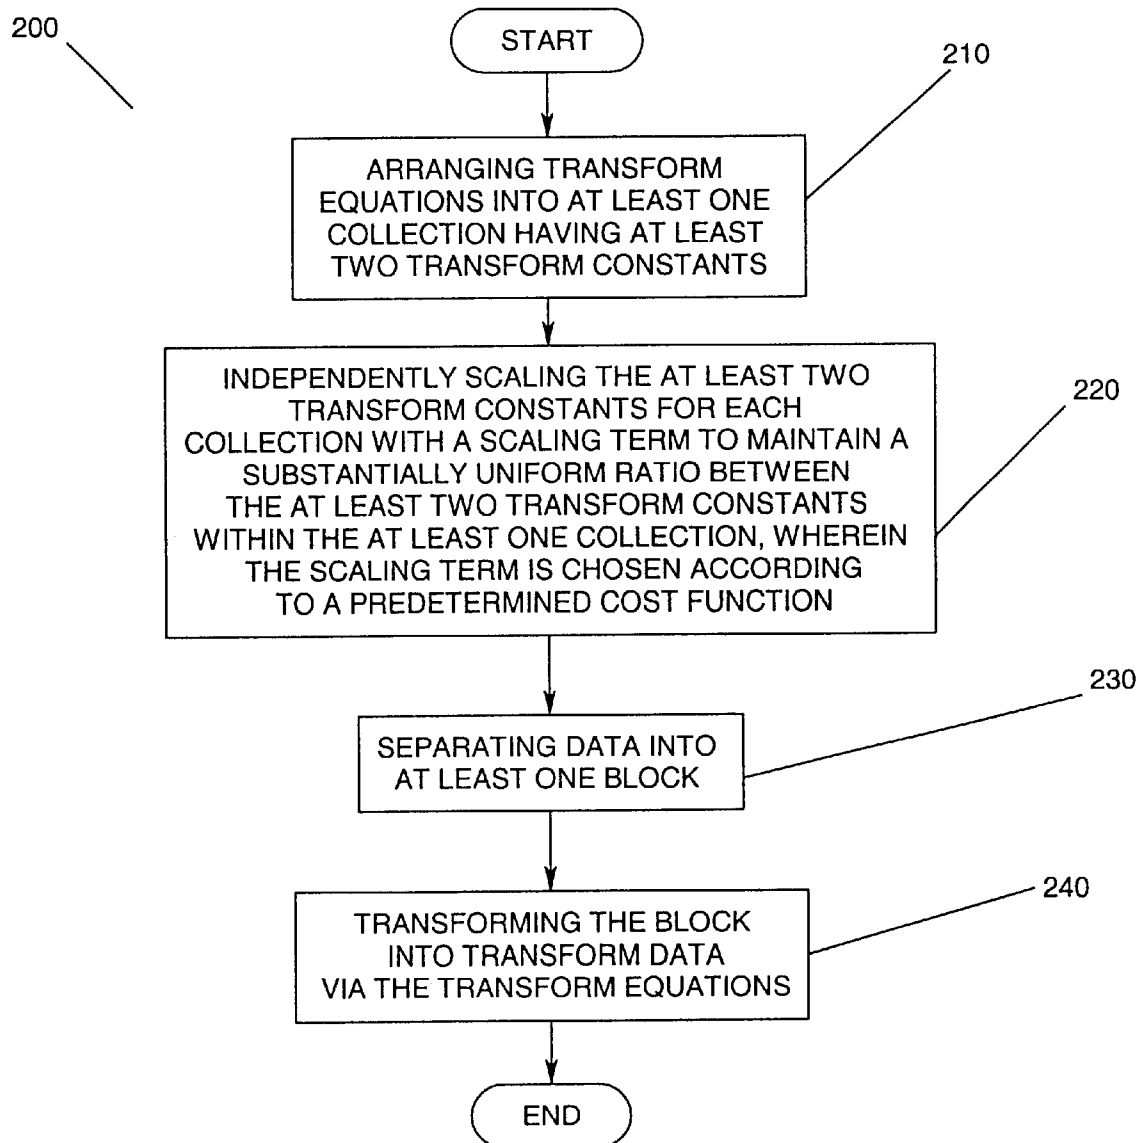 200
START
210
ARRANGING TRANSFORM
EQUATIONS INTO AT LEAST ONE
COLLECTION HAVING AT LEAST
TWO TRANSFORM CONSTANTS
220
INDEPENDENTLY SCALING THE AT LEAST TWO
TRANSFORM CONSTANTS FOR EACH
COLLECTION WITH A SCALING TERM TO MAINTAIN A
SUBSTANTIALLY UNIFORM RATIO BETWEEN
THE AT LEAST TWO TRANSFORM CONSTANTS
WITHIN THE AT LEAST ONE COLLECTION, WHEREIN
THE SCALING TERM IS CHOSEN ACCORDING
TO A PREDETERMINED COST FUNCTION
230
SEPARATING DATA INTO
AT LEAST ONE BLOCK
240
TRANSFORMING THE BLOCK
INTO TRANSFORM DATA
VIA THE TRANSFORM EQUATIONS
END